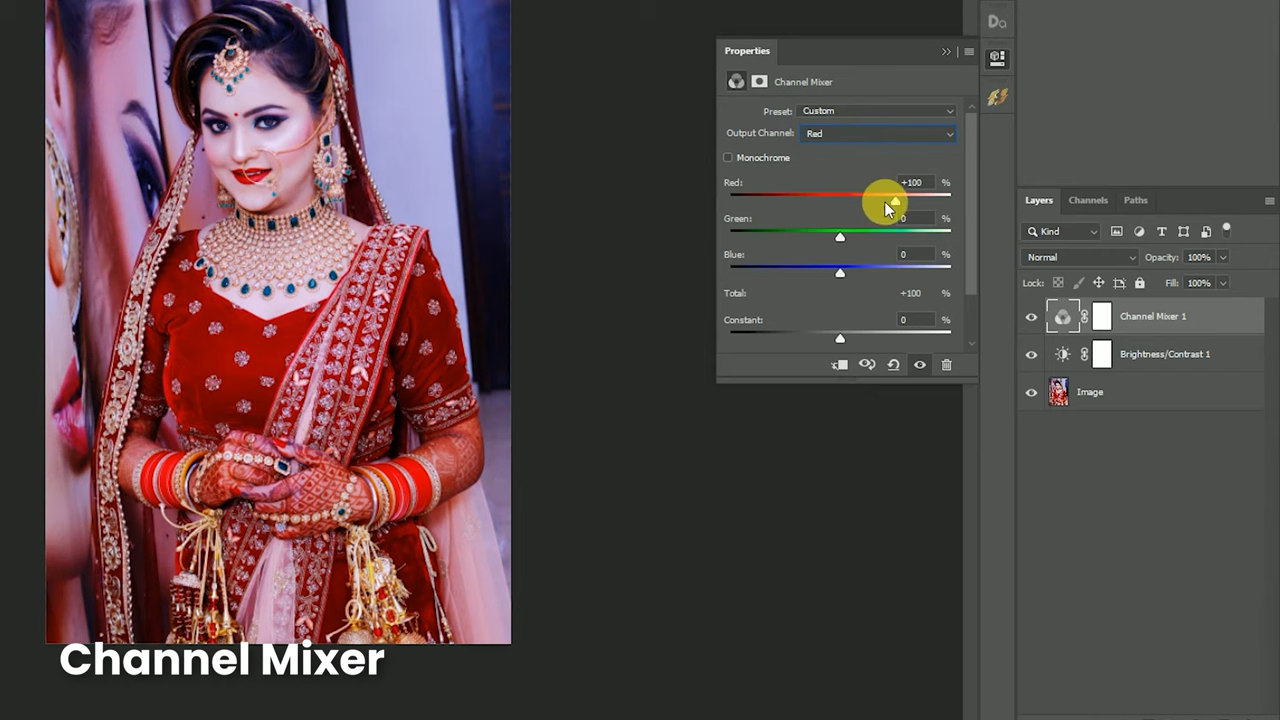 Properties
Channel Mixer
Preset: Custom
Output Channel: Red
Monochrome
Red: +100 %
Green: 0 %
Blue: 0 %
Total: +100 %
Constant: 0 %
Layers Channels Paths
Kind
Normal Opacity: 100%
Lock: Fill: 100%
Channel Mixer 1
Brightness/Contrast 1
Image
Channel Mixer